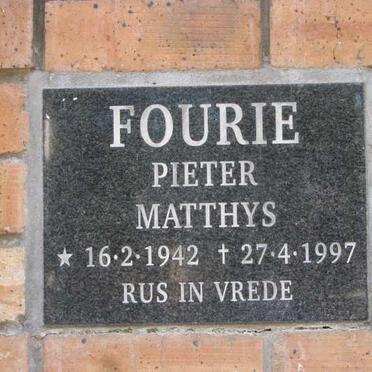 FOURIE
PIETER
MATTHYS
★ 16·2·1942 ✝ 27·4·1997
RUS IN VREDE